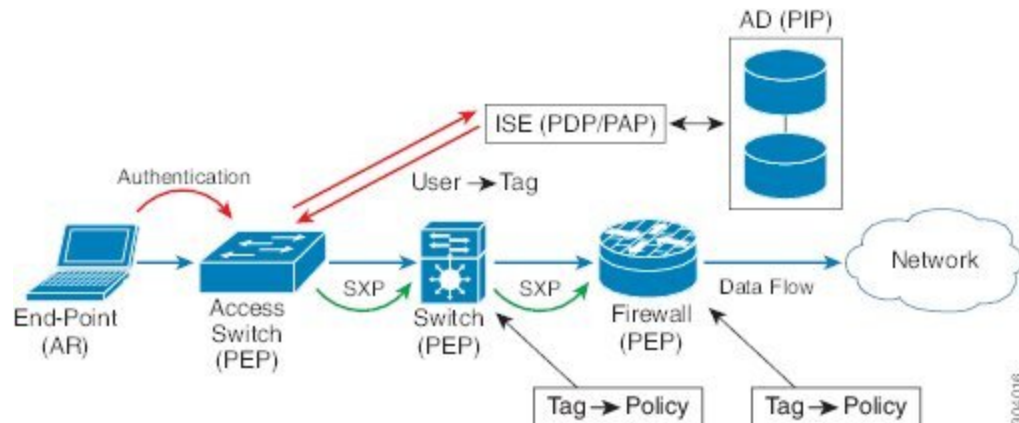 AD (PIP)
ISE (PDP/PAP)
Authentication
User → Tag
SXP
SXP
Data Flow
Network
End-Point
(AR)
Access
Switch
(PEP)
Switch
(PEP)
Firewall
(PEP)
Tag → Policy
Tag → Policy